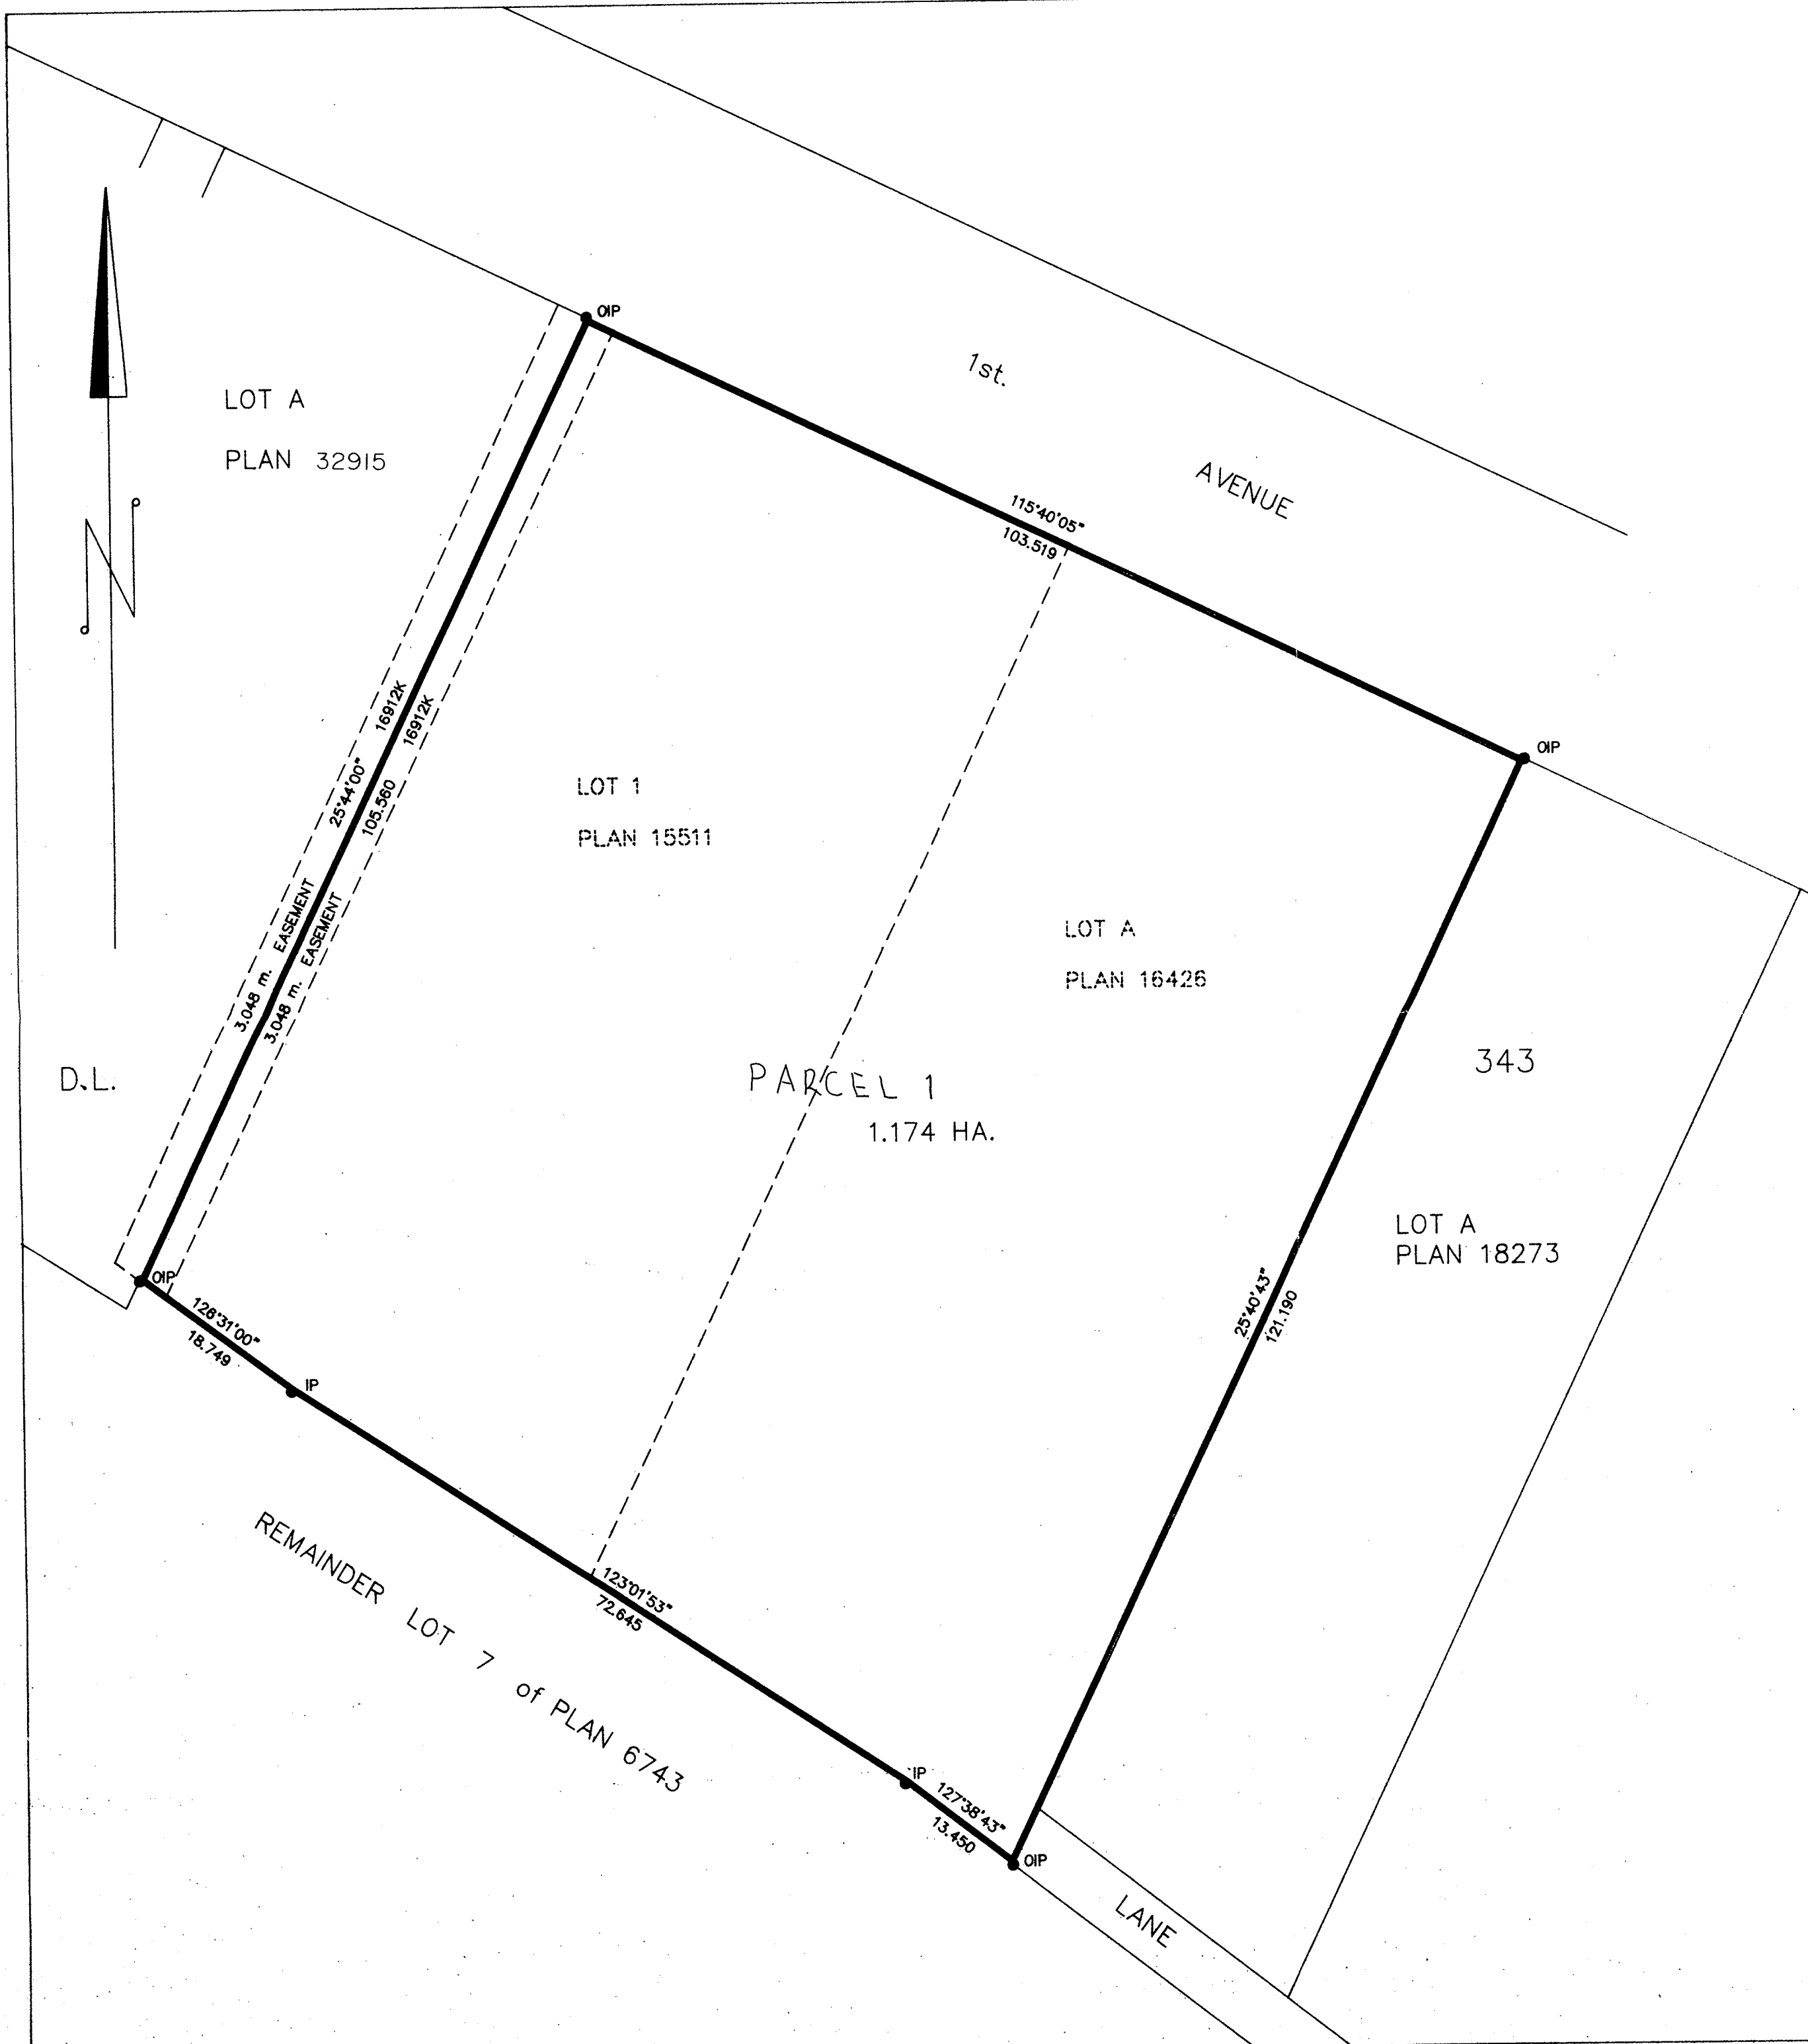 OIP
1st.
AVENUE
LOT A
PLAN 32915
N
115°40'05"
103.519
16912K
16912K
25°44'00"
105.560
OIP
LOT 1
PLAN 15511
EASEMENT
EASEMENT
3.048 m.
3.048 m.
LOT A
PLAN 16426
D.L.
343
PARCEL 1
1.174 HA.
LOT A
PLAN 18273
OIP
126°31'00"
18.749
25°40'43"
121.190
IP
REMAINDER LOT 7 of PLAN 6743
123°01'53"
72.645
IP
127°38'43"
13.450
OIP
LANE